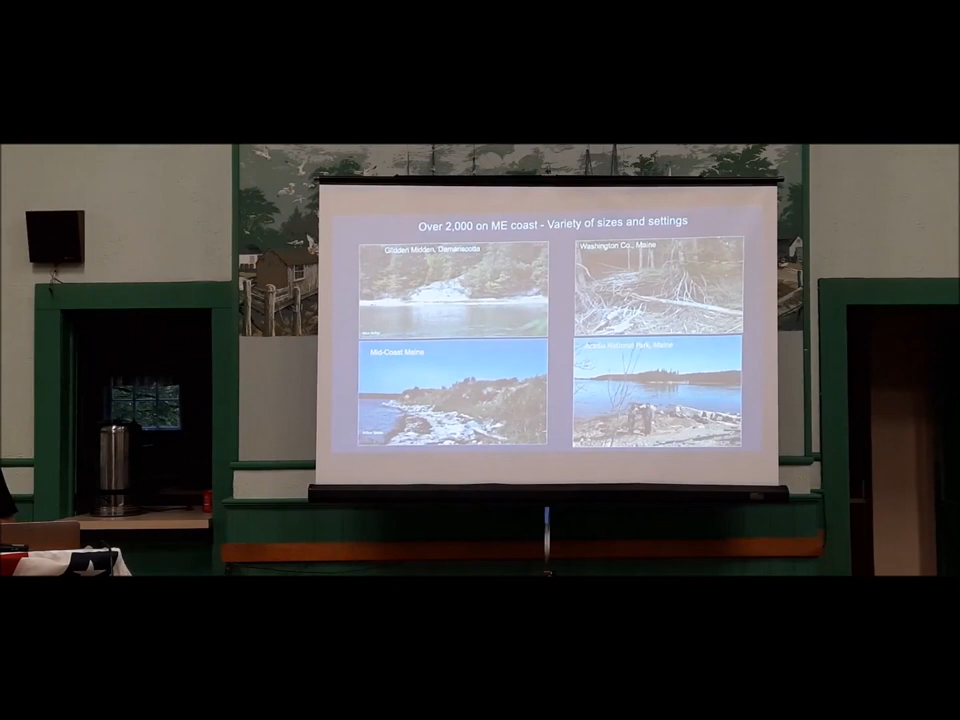 Over 2,000 on ME coast - Variety of sizes and settings
Glidden Midden, Damariscotta
Washington Co., Maine
Mid-Coast Maine
Acadia National Park, Maine